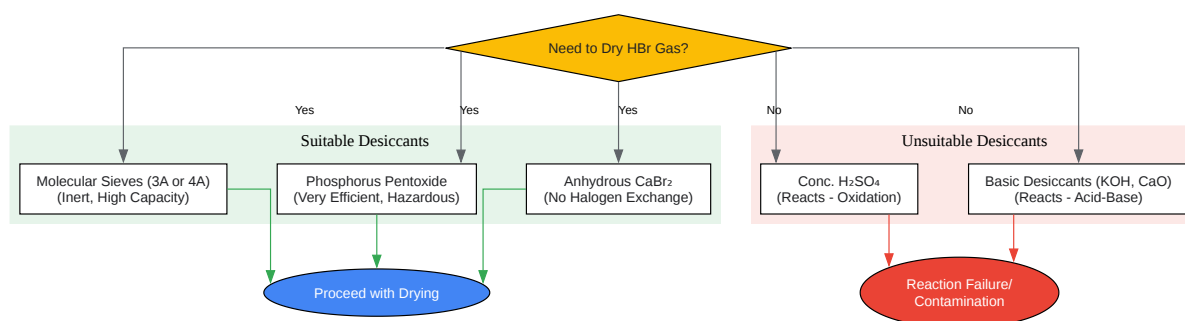 Need to Dry HBr Gas?
Yes
Yes
Yes
No
No
Suitable Desiccants
Unsuitable Desiccants
Molecular Sieves (3A or 4A)
(Inert, High Capacity)
Phosphorus Pentoxide
(Very Efficient, Hazardous)
Anhydrous CaBr₂
(No Halogen Exchange)
Conc. H₂SO₄
(Reacts - Oxidation)
Basic Desiccants (KOH, CaO)
(Reacts - Acid-Base)
Proceed with Drying
Reaction Failure/
Contamination